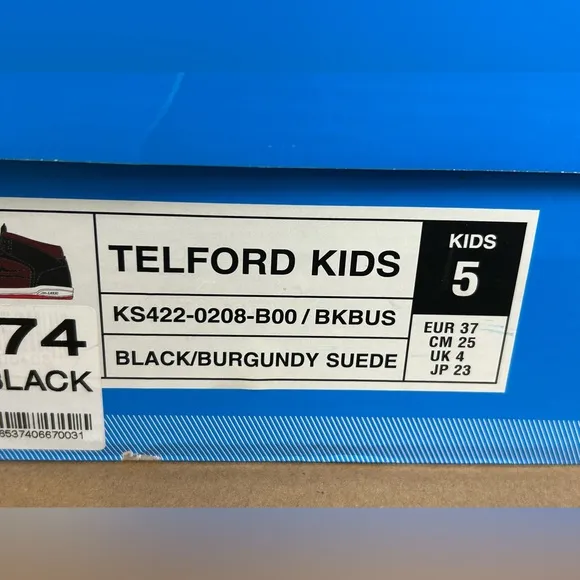 TELFORD KIDS
KS422-0208-B00 / BKBUS
BLACK/BURGUNDY SUEDE
KIDS
5
EUR 37
CM 25
UK 4
JP 23
74
BLACK
8537406670031